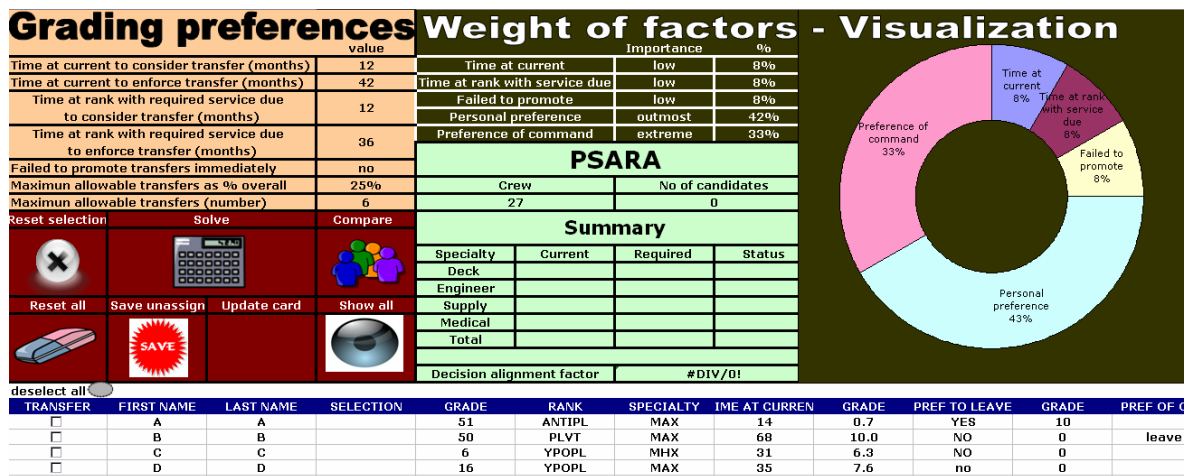 Grading preferences
value
Time at current to consider transfer (months) 12
Time at current to enforce transfer (months) 42
Time at rank with required service due
to consider transfer (months) 12
Time at rank with required service due
to enforce transfer (months) 36
Failed to promote transfers immediately no
Maximun allowable transfers as % overall 25%
Maximun allowable transfers (number) 6
Reset selection Solve Compare
Reset all Save unassign Update card Show all
SAVE
Weight of factors - Visualization
Importance %
Time at current low 8%
Time at rank with service due low 8%
Failed to promote low 8%
Personal preference outmost 42%
Preference of command extreme 33%
PSARA
Crew No of candidates
27 0
Summary
Specialty Current Required Status
Deck
Engineer
Supply
Medical
Total
Decision alignment factor #DIV/0!
Time at
current
8%
Time at rank
with service
due
8%
Failed to
promote
8%
Personal
preference
43%
Preference of
command
33%
deselect all
TRANSFER FIRST NAME LAST NAME SELECTION GRADE RANK SPECIALTY IME AT CURREN GRADE PREF TO LEAVE GRADE PREF OF C
A A 51 ANTIPL MAX 14 0.7 YES 10
B B 50 PLVT MAX 68 10.0 NO 0 leave
C C 6 YPOPL MHX 31 6.3 NO 0
D D 16 YPOPL MAX 35 7.6 no 0